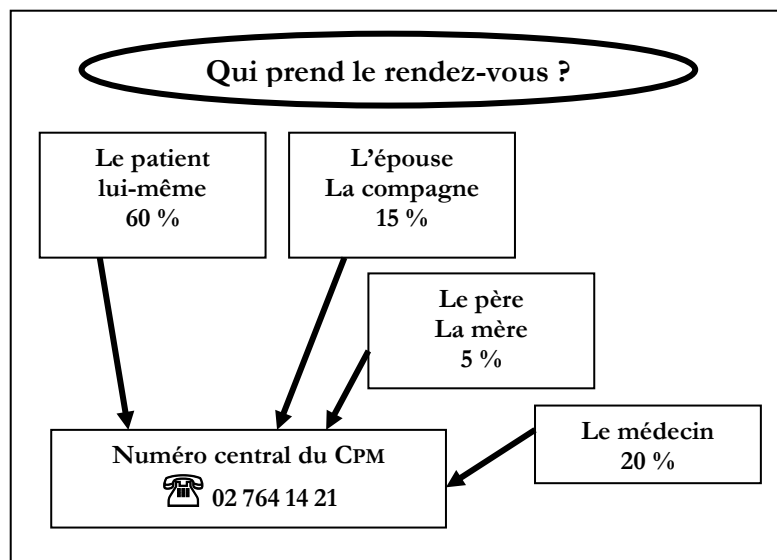 Qui prend le rendez-vous ?
Le patient
lui-même
60 %
L'épouse
La compagne
15 %
Le père
La mère
5 %
Le médecin
20 %
Numéro central du CPM
☎ 02 764 14 21